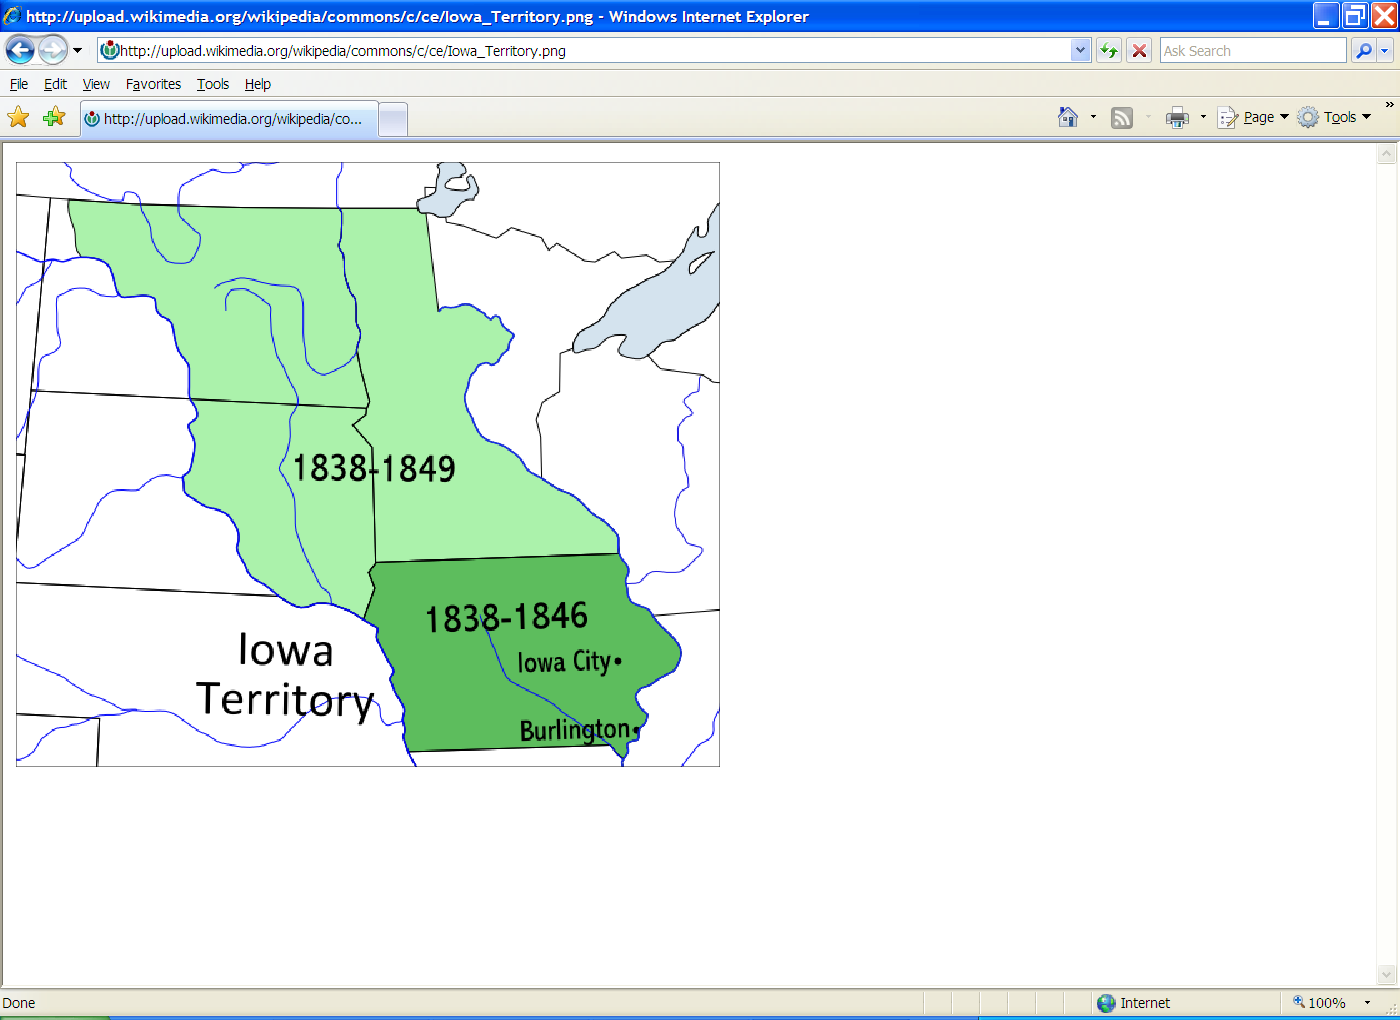 http://upload.wikimedia.org/wikipedia/commons/c/ce/Iowa_Territory.png - Windows Internet Explorer
http://upload.wikimedia.org/wikipedia/commons/c/ce/Iowa_Territory.png
Ask Search
File Edit View Favorites Tools Help
http://upload.wikimedia.org/wikipedia/co...
Page Tools »
1838-1849
1838-1846
Iowa City
Iowa
Territory
Burlington
Done Internet 100%